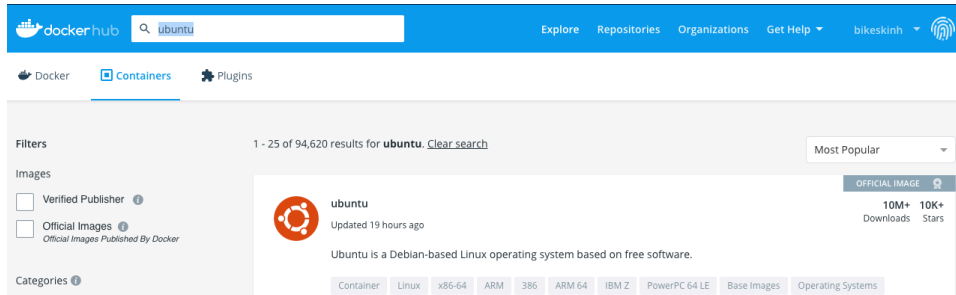 dockerhub ubuntu Explore Repositories Organizations Get Help bikeskinh
Docker Containers Plugins
Filters
1 - 25 of 94,620 results for ubuntu. Clear search
Most Popular
Images
Verified Publisher
Official Images
Official Images Published By Docker
Categories
OFFICIAL IMAGE
ubuntu
Updated 19 hours ago
10M+ 10K+
Downloads Stars
Ubuntu is a Debian-based Linux operating system based on free software.
Container Linux x86-64 ARM 386 ARM 64 IBM Z PowerPC 64 LE Base Images Operating Systems